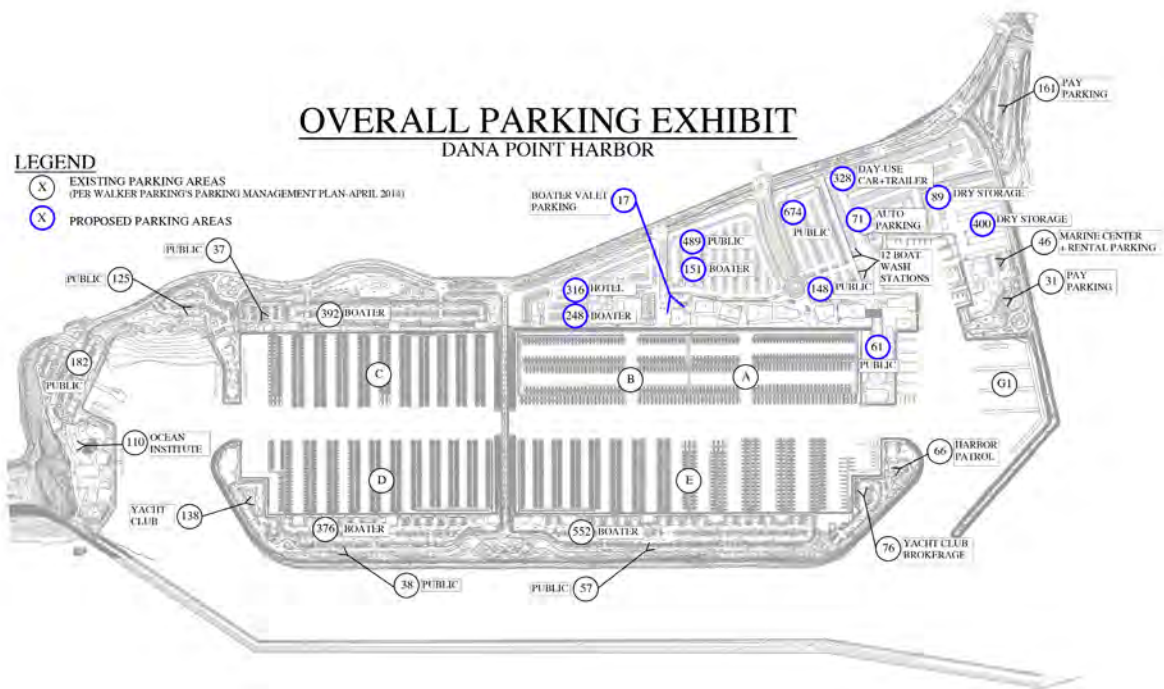 OVERALL PARKING EXHIBIT
DANA POINT HARBOR
LEGEND
X EXISTING PARKING AREAS
(PER WALKER PARKING'S PARKING MANAGEMENT PLAN-APRIL 2014)
X PROPOSED PARKING AREAS
161 PAY
PARKING
328 DAY-USE
CAR+TRAILER
89 DRY STORAGE
BOATER VALET
PARKING 17
674
PUBLIC
71 AUTO
PARKING
400 DRY STORAGE
489 PUBLIC
46 MARINE CENTER
+ RENTAL PARKING
PUBLIC 37
151 BOATER
12 BOAT
WASH
STATIONS
PUBLIC 125
316 HOTEL
148 PUBLIC
31 PAY
PARKING
392 BOATER
248 BOATER
61
PUBLIC
182
PUBLIC
C
B
A
G1
110 OCEAN
INSTITUTE
66 HARBOR
PATROL
D
E
YACHT
CLUB 138
376 BOATER
552 BOATER
76 YACHT CLUB
BROKERAGE
38 PUBLIC
PUBLIC 57